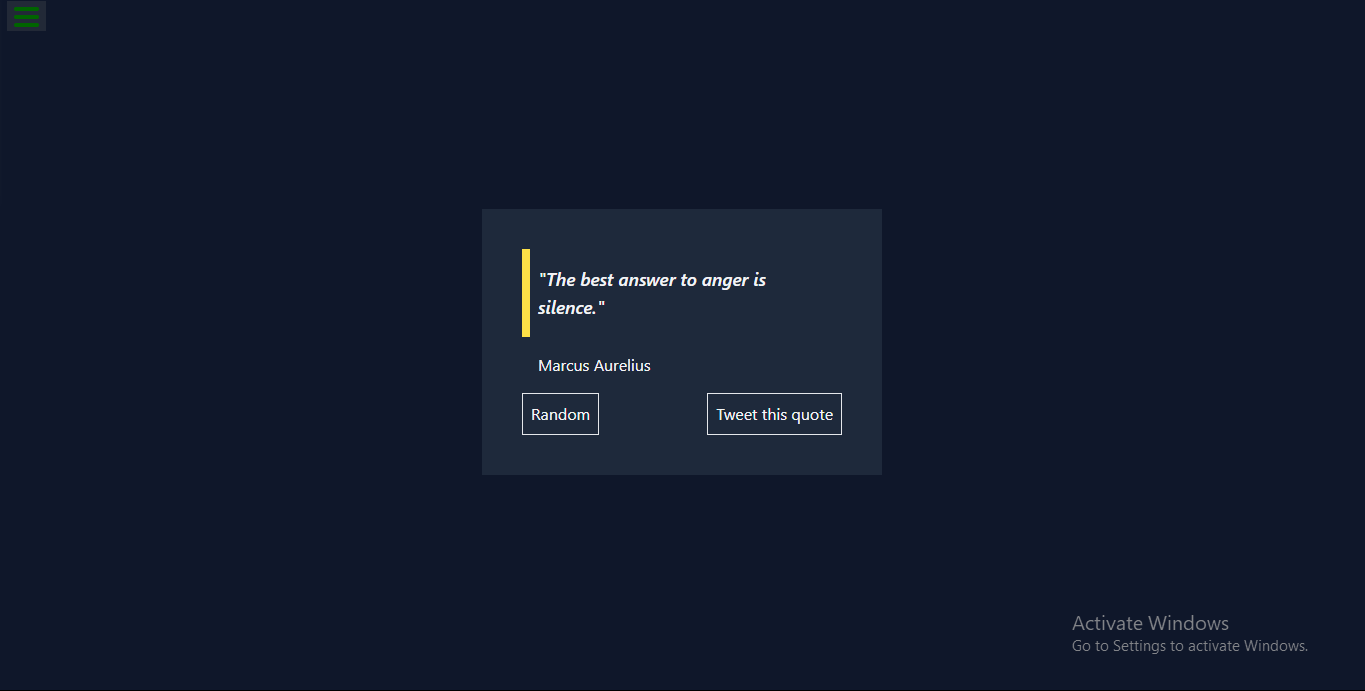 "The best answer to anger is
silence."
Marcus Aurelius
Random
Tweet this quote
Activate Windows
Go to Settings to activate Windows.